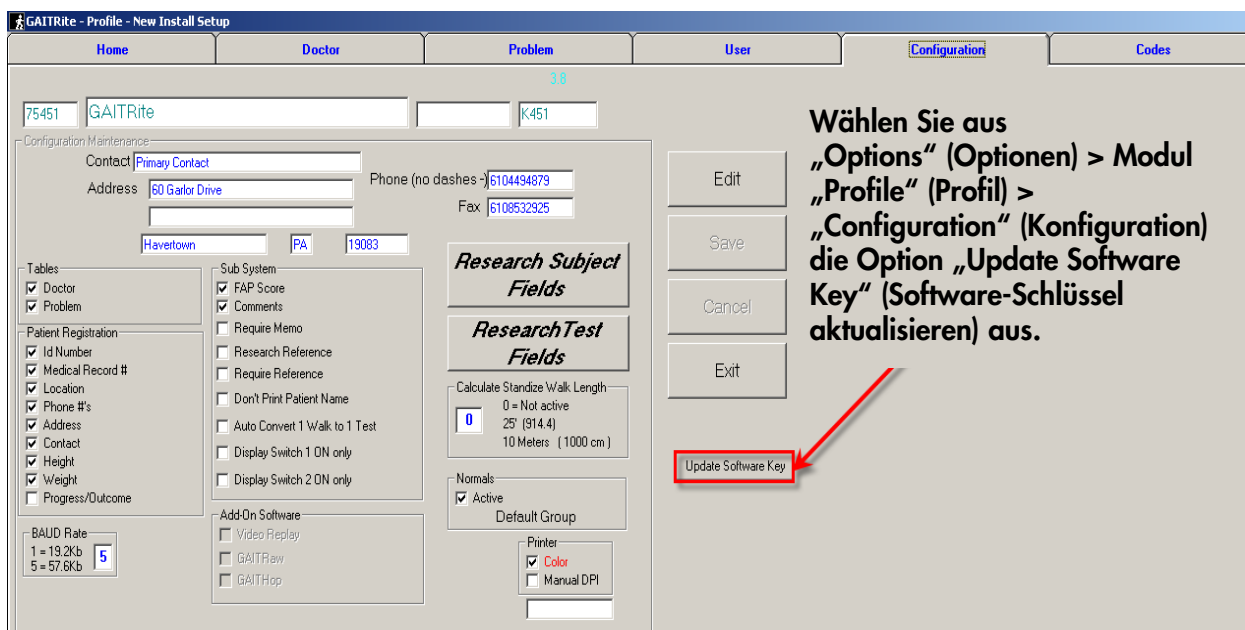 GAITRite - Profile - New Install Setup
Home Doctor Problem User Configuration Codes
3.8
75451 GAITRite K451
Configuration Maintenance
Contact Primary Contact
Address 60 Garlor Drive
Phone (no dashes -) 6104494879
Fax 6108532925
Havertown PA 19083
Tables
Doctor
Problem
Patient Registration
Id Number
Medical Record #
Location
Phone #'s
Address
Contact
Height
Weight
Progress/Outcome
BAUD Rate
1 = 19.2Kb
5 = 57.6Kb
5
Sub System
FAP Score
Comments
Require Memo
Research Reference
Require Reference
Don't Print Patient Name
Auto Convert 1 Walk to 1 Test
Display Switch 1 ON only
Display Switch 2 ON only
Add-On Software
Video Replay
GAITRaw
GAITHop
Research Subject
Fields
ResearchTest
Fields
Calculate Standize Walk Length
0
0 = Not active
25' (914.4)
10 Meters ( 1000 cm )
Normals
Active
Default Group
Printer
Color
Manual DPI
Edit
Save
Cancel
Exit
Update Software Key
Wählen Sie aus
„Options“ (Optionen) > Modul
„Profile“ (Profil) >
„Configuration“ (Konfiguration)
die Option „Update Software
Key“ (Software-Schlüssel
aktualisieren) aus.